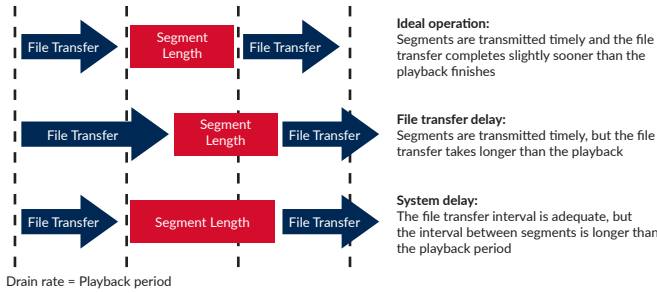 File Transfer
Segment
Length
File Transfer
Ideal operation:
Segments are transmitted timely and the file
transfer completes slightly sooner than the
playback finishes
File Transfer
Segment
Length
File Transfer
File transfer delay:
Segments are transmitted timely, but the file
transfer takes longer than the playback
File Transfer
Segment Length
File Transfer
System delay:
The file transfer interval is adequate, but
the interval between segments is longer than
the playback period
Drain rate = Playback period